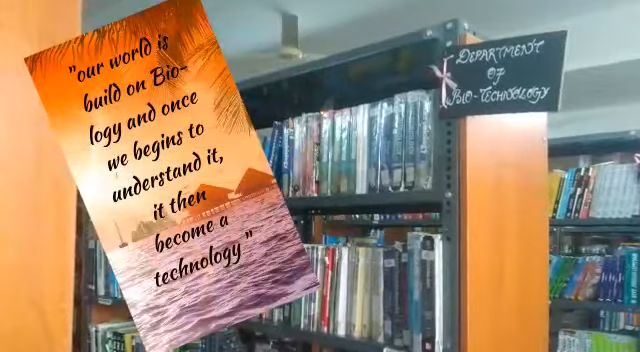 "our world is
build on Bio-
logy and once
we begins to
understand it,
it then
become a
technology"
DEPARTMENT
OF
BIO-TECHNOLOGY